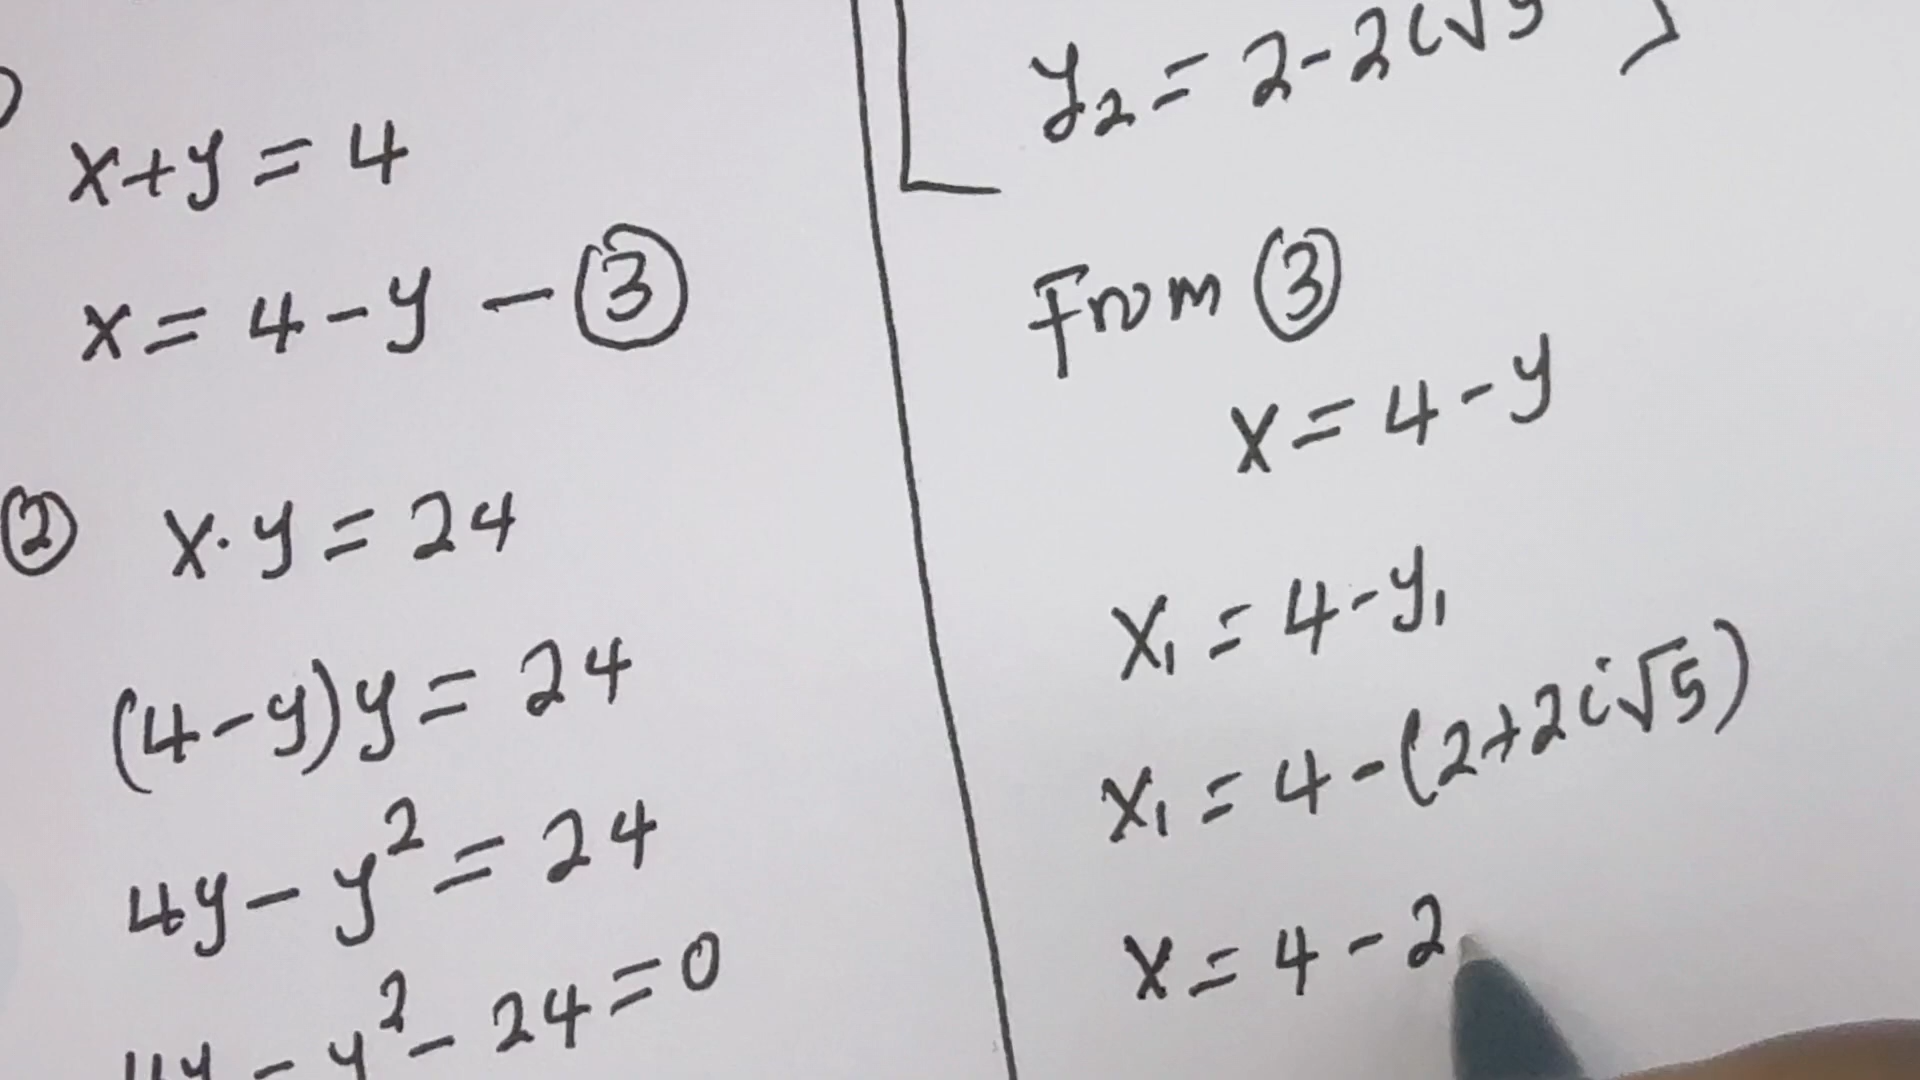 x+y=4
x=4-y-③
② x·y=24
(4-y)y=24
4y-y²=24
4y-y²-24=0
y₂=2-2i√5
From ③
x=4-y
x₁=4-y₁
x₁=4-(2+2i√5)
x=4-2